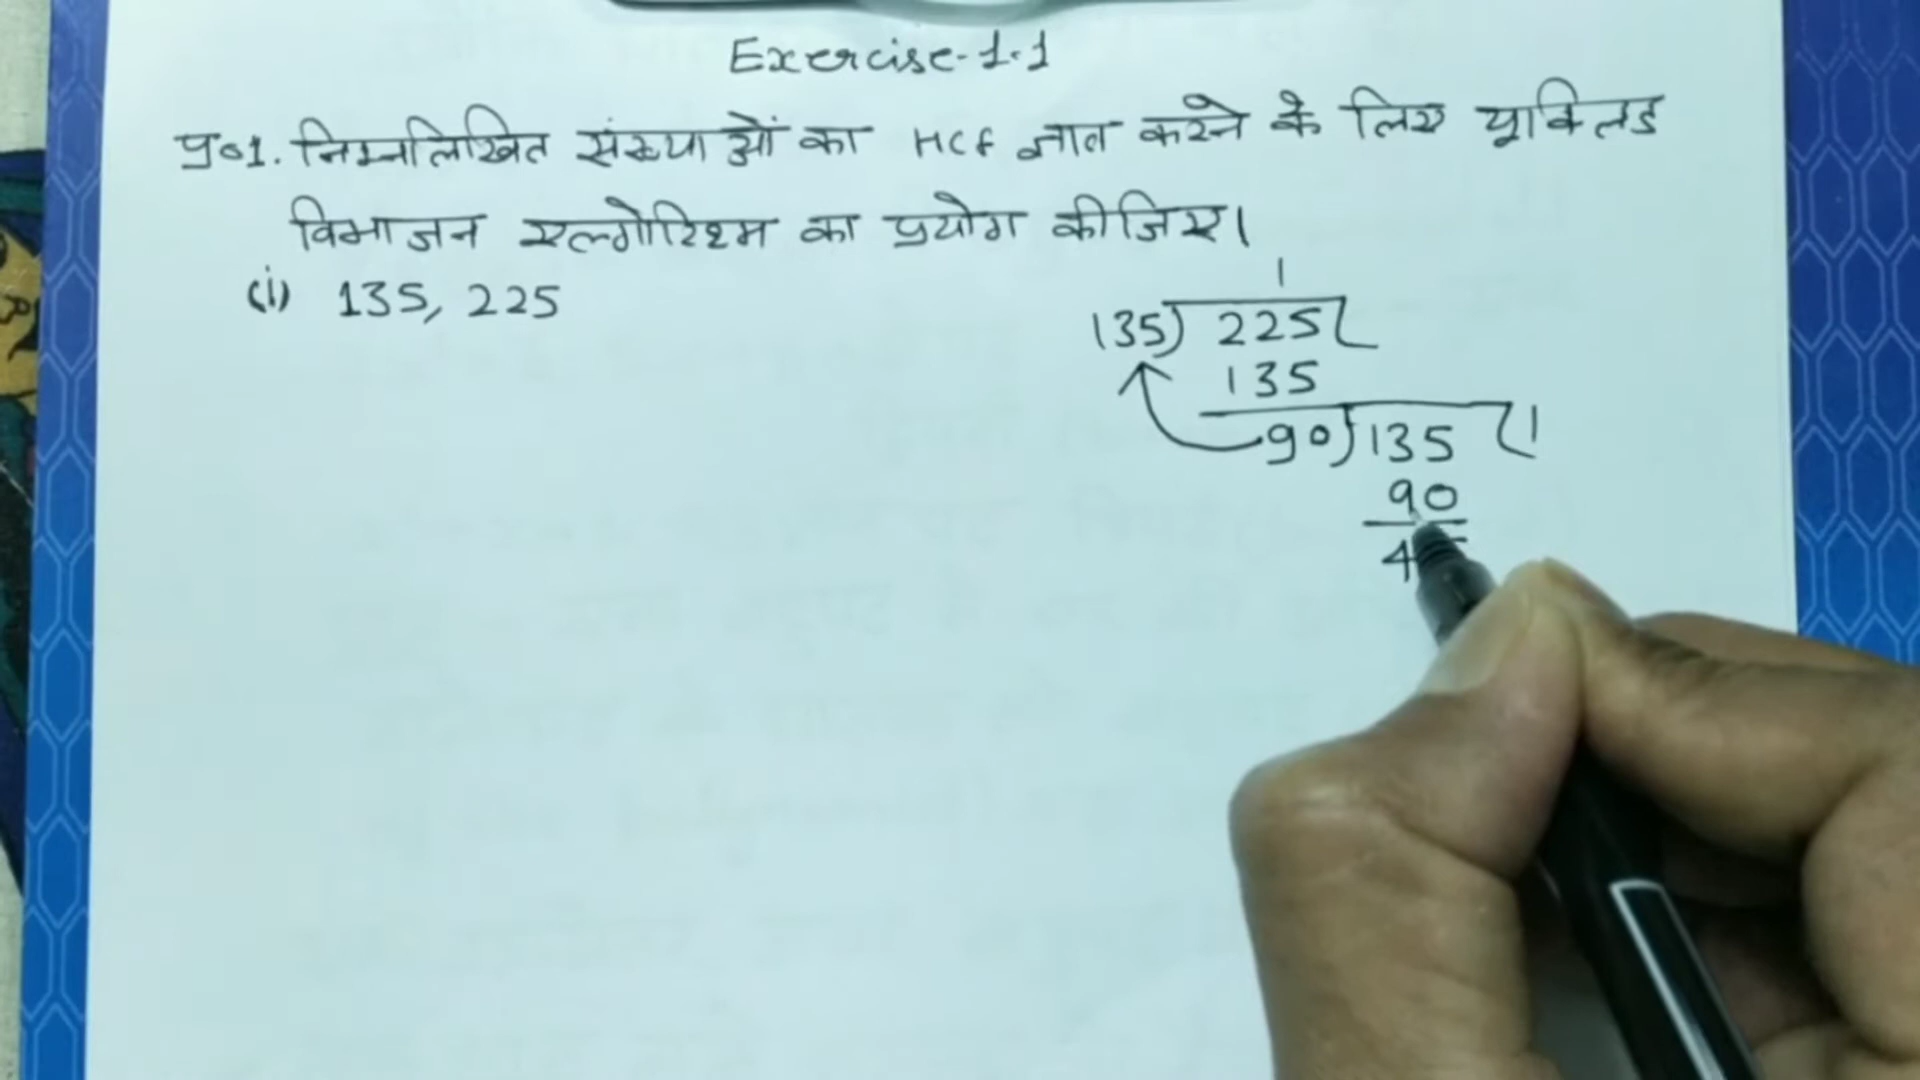 Exercise-1.1
प्र०1. निम्नलिखित संख्याओं का HCF ज्ञात करने के लिए यूक्लिड
विभाजन एल्गोरिथ्म का प्रयोग कीजिए।
(i) 135, 225
1
135) 225
135
90) 135 1
90
4